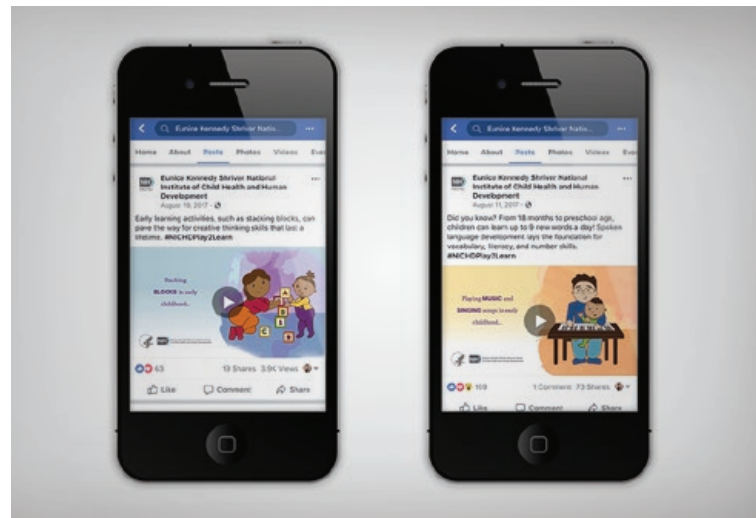 Eunice Kennedy Shriver Natio...
Home About Posts Photos Videos Eve
Eunice Kennedy Shriver National
Institute of Child Health and Human
Development
August 19, 2017
Early learning activities, such as stacking blocks, can
pave the way for creative thinking skills that last a
lifetime. #NICHDPlay2Learn
Stacking
BLOCKS in early
childhood...
A
B
C
63 13 Shares 3.9K Views
Like Comment Share
Eunice Kennedy Shriver Natio...
Home About Posts Photos Videos Eve
Eunice Kennedy Shriver National
Institute of Child Health and Human
Development
August 11, 2017
Did you know? From 18 months to preschool age,
children can learn up to 9 new words a day! Spoken
language development lays the foundation for
vocabulary, literacy, and number skills.
#NICHDPlay2Learn
Playing MUSIC and
SINGING songs in early
childhood...
169 1 Comment 73 Shares
Like Comment Share